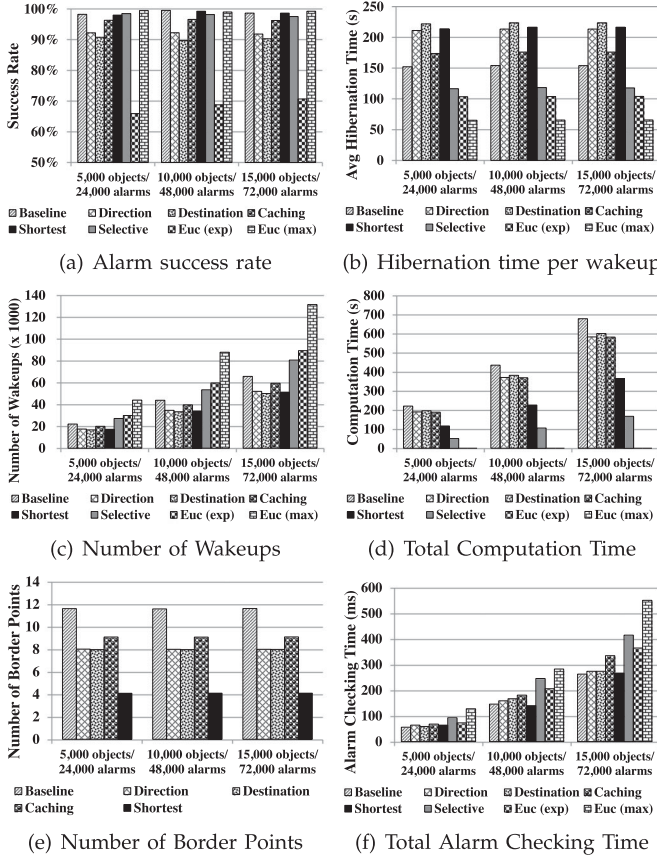 100%
90%
80%
70%
60%
50%
Success Rate
5,000 objects/ 10,000 objects/ 15,000 objects/
24,000 alarms 48,000 alarms 72,000 alarms
Baseline Direction Destination Caching
Shortest Selective Euc (exp) Euc (max)
(a) Alarm success rate
250
200
150
100
50
0
Avg Hibernation Time (s)
5,000 objects/ 10,000 objects/ 15,000 objects/
24,000 alarms 48,000 alarms 72,000 alarms
Baseline Direction Destination Caching
Shortest Selective Euc (exp) Euc (max)
(b) Hibernation time per wakeup
140
120
100
80
60
40
20
0
Number of Wakeups (x 1000)
5,000 objects/ 10,000 objects/ 15,000 objects/
24,000 alarms 48,000 alarms 72,000 alarms
Baseline Direction Destination Caching
Shortest Selective Euc (exp) Euc (max)
(c) Number of Wakeups
800
700
600
500
400
300
200
100
0
Computation Time (s)
5,000 objects/ 10,000 objects/ 15,000 objects/
24,000 alarms 48,000 alarms 72,000 alarms
Baseline Direction Destination Caching
Shortest Selective Euc (exp) Euc (max)
(d) Total Computation Time
14
12
10
8
6
4
2
0
Number of Border Points
5,000 objects/ 10,000 objects/ 15,000 objects/
24,000 alarms 48,000 alarms 72,000 alarms
Baseline Direction Destination
Caching Shortest
(e) Number of Border Points
600
500
400
300
200
100
0
Alarm Checking Time (ms)
5,000 objects/ 10,000 objects/ 15,000 objects/
24,000 alarms 48,000 alarms 72,000 alarms
Baseline Direction Destination Caching
Shortest Selective Euc (exp) Euc (max)
(f) Total Alarm Checking Time